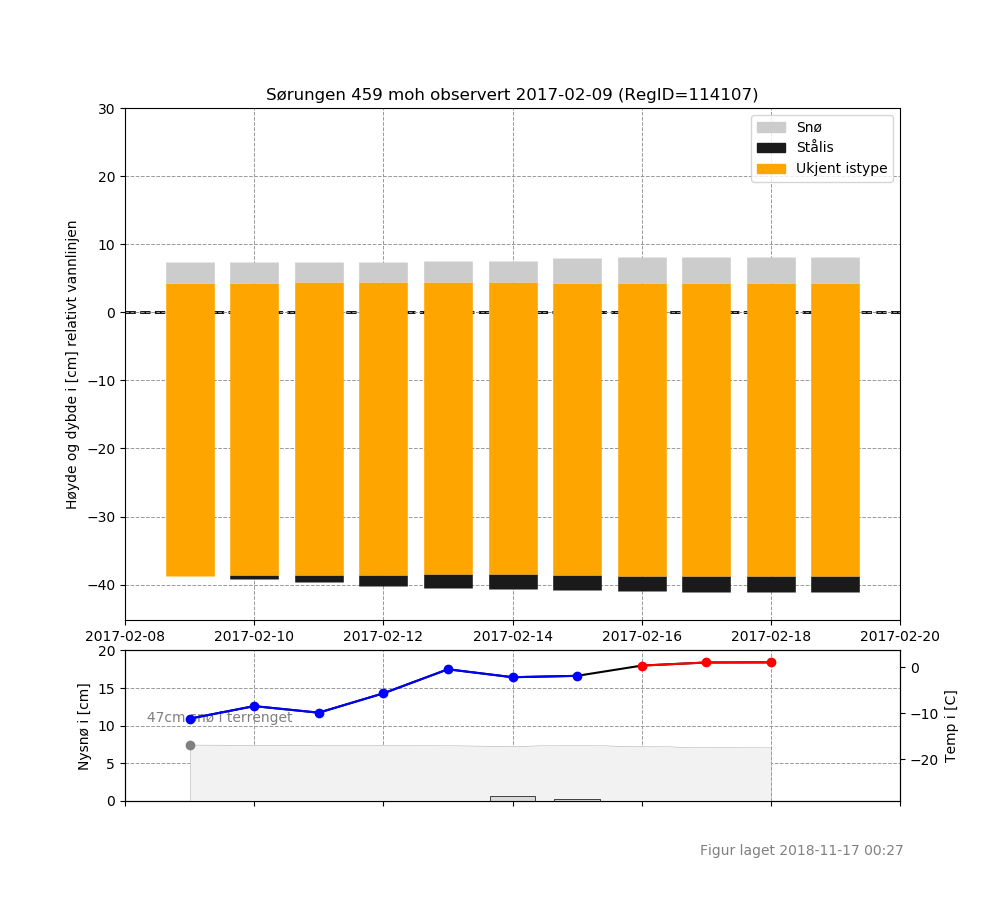 Sørungen 459 moh observert 2017-02-09 (RegID=114107)
Høyde og dybde i [cm] relativt vannlinjen
30
20
10
0
−10
−20
−30
−40
Snø
Stålis
Ukjent istype
2017-02-08 2017-02-10 2017-02-12 2017-02-14 2017-02-16 2017-02-18 2017-02-20
Nysnø i [cm]
20
15
10
5
0
47cm snø i terrenget
0
−10
−20
Temp i [C]
Figur laget 2018-11-17 00:27